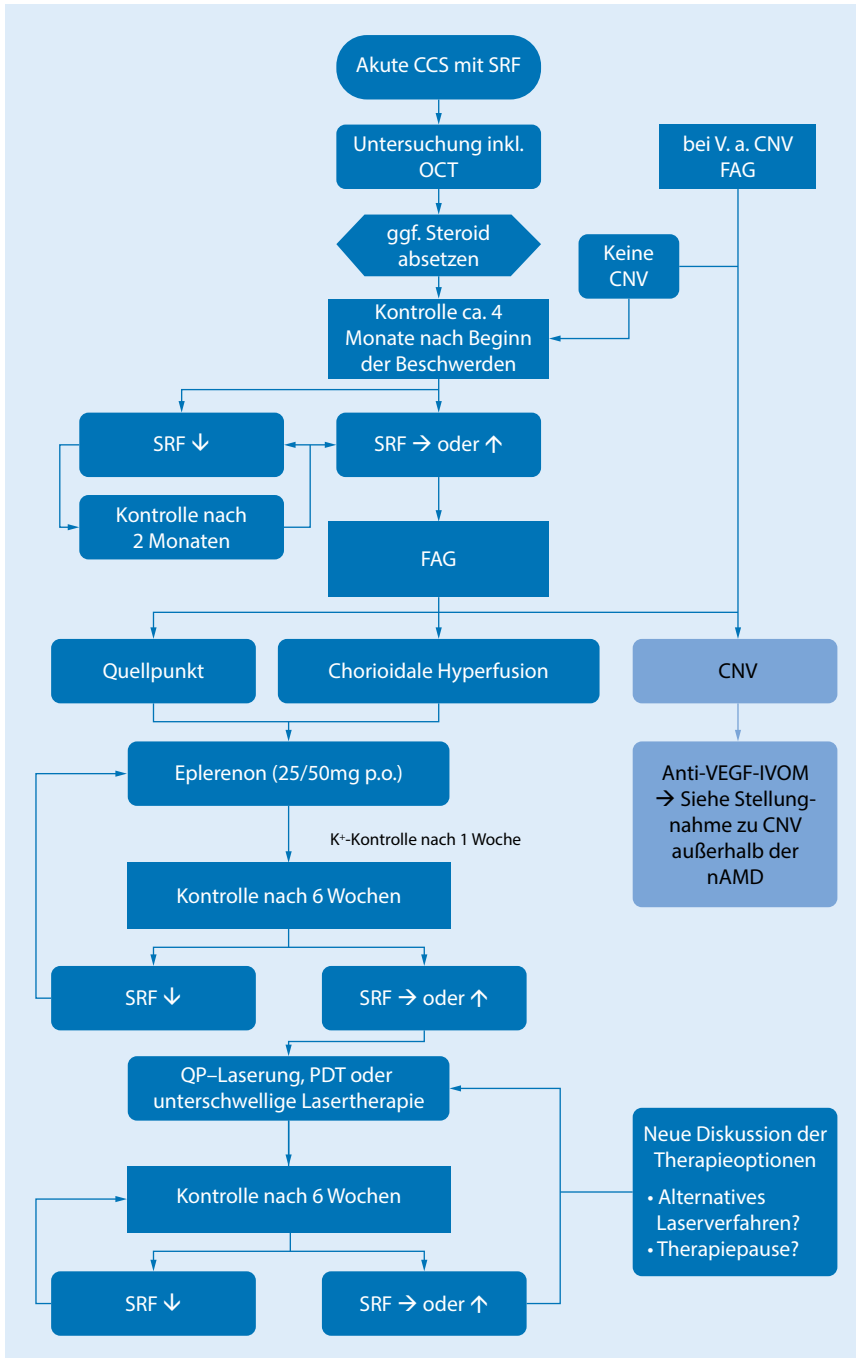 Akute CCS mit SRF
Untersuchung inkl.
OCT
bei V. a. CNV
FAG
ggf. Steroid
absetzen
Keine
CNV
Kontrolle ca. 4
Monate nach Beginn
der Beschwerden
SRF ↓
SRF → oder ↑
Kontrolle nach
2 Monaten
FAG
Quellpunkt
Chorioidale Hyperfusion
CNV
Eplerenon (25/50mg p.o.)
Anti-VEGF-IVOM
→ Siehe Stellung-
nahme zu CNV
außerhalb der
nAMD
K⁺-Kontrolle nach 1 Woche
Kontrolle nach 6 Wochen
SRF ↓
SRF → oder ↑
QP–Laserung, PDT oder
unterschwellige Lasertherapie
Neue Diskussion der
Therapieoptionen
• Alternatives
Laserverfahren?
• Therapiepause?
Kontrolle nach 6 Wochen
SRF ↓
SRF → oder ↑